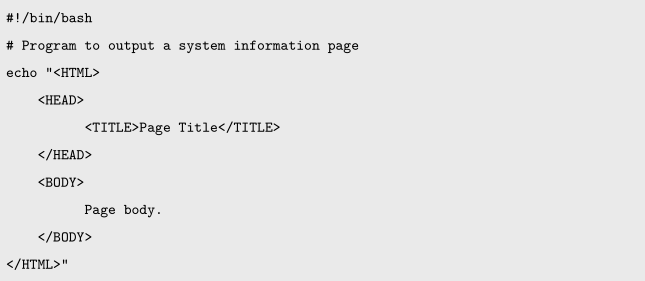 #!/bin/bash
# Program to output a system information page
echo "<HTML>
    <HEAD>
          <TITLE>Page Title</TITLE>
    </HEAD>
    <BODY>
          Page body.
    </BODY>
</HTML>"